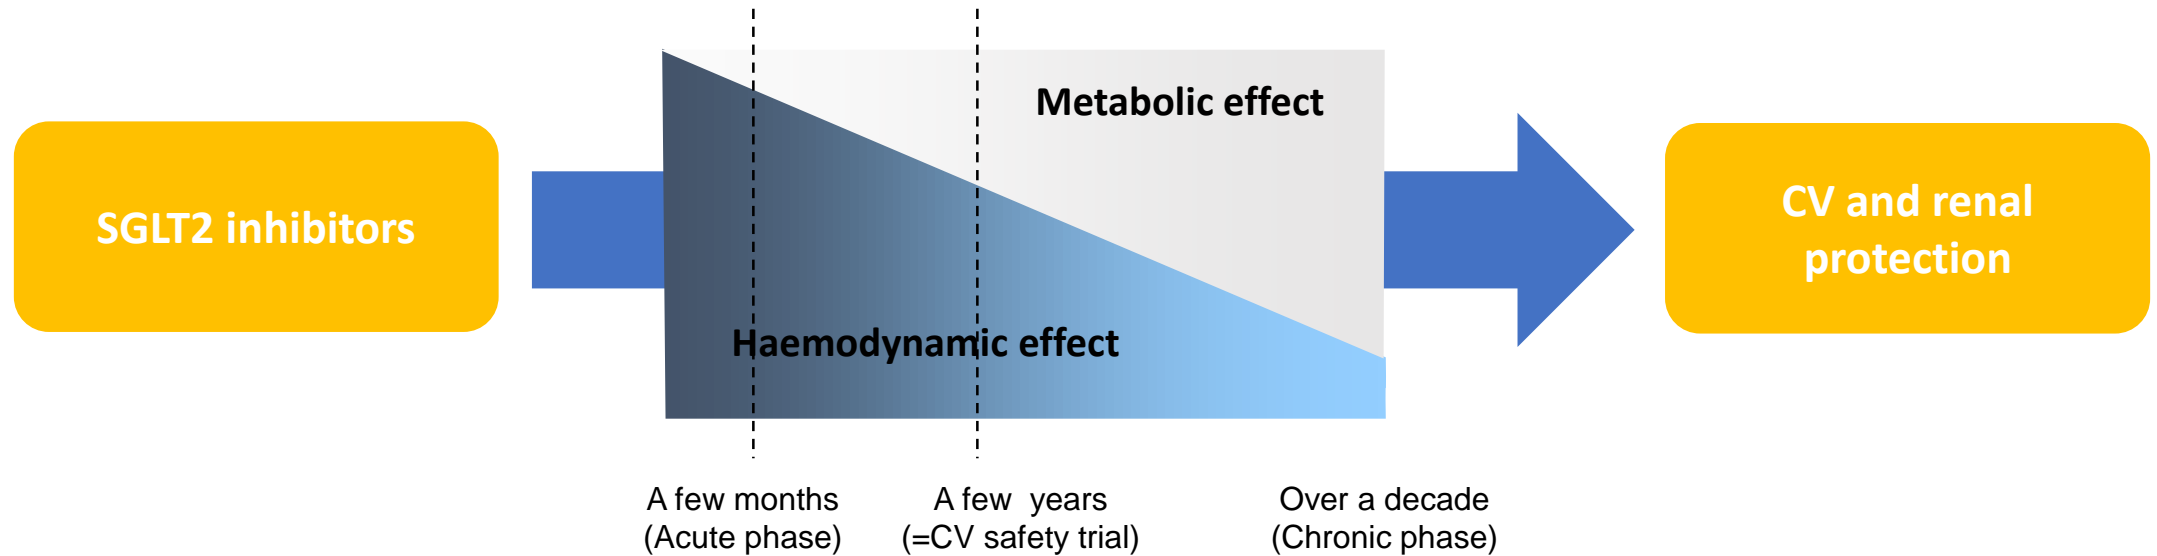 SGLT2 inhibitors
Metabolic effect
Haemodynamic effect
CV and renal
protection
A few months
(Acute phase)
A few  years
(=CV safety trial)
Over a decade
(Chronic phase)